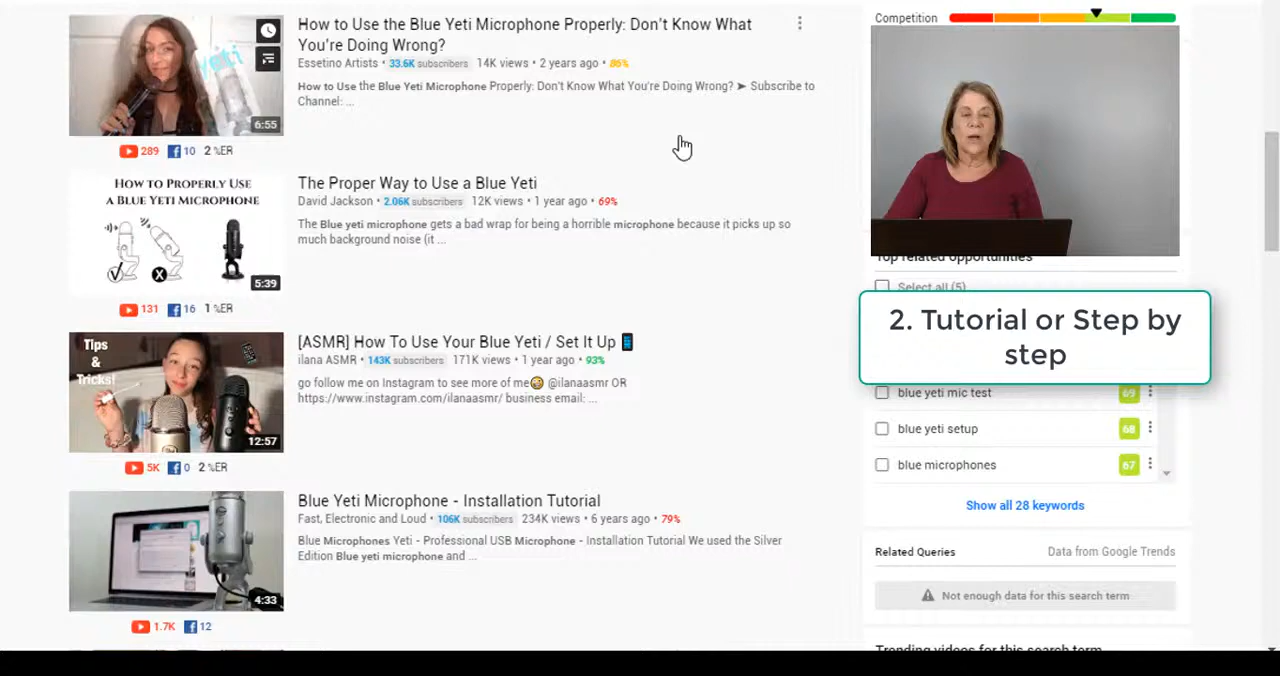 How to Use the Blue Yeti Microphone Properly: Don't Know What
You're Doing Wrong?
Essetino Artists • 33.6K subscribers • 14K views • 2 years ago • 86%
How to Use the Blue Yeti Microphone Properly: Don't Know What You're Doing Wrong? ➤ Subscribe to
Channel: ...
yeti
6:55
289 10 2 %ER
HOW TO PROPERLY USE
A BLUE YETI MICROPHONE
5:39
The Proper Way to Use a Blue Yeti
David Jackson • 2.06K subscribers 12K views • 1 year ago • 69%
The Blue yeti microphone gets a bad wrap for being a horrible microphone because it picks up so
much background noise (it ...
131 16 1 %ER
Tips
&
Tricks!
12:57
[ASMR] How To Use Your Blue Yeti / Set It Up
ilana ASMR • 143K subscribers • 171K views • 1 year ago • 93%
go follow me on Instagram to see more of me @ilanaasmr OR
https://www.instagram.com/ilanaasmr/ business email: ...
5K 0 2 %ER
4:33
Blue Yeti Microphone - Installation Tutorial
Fast, Electronic and Loud • 106K subscribers • 234K views • 6 years ago • 79%
Blue Microphones Yeti - Professional USB Microphone - Installation Tutorial We used the Silver
Edition Blue yeti microphone and ...
1.7K 12
Competition
Top related opportunities
Select all (5)
2. Tutorial or Step by
step
blue yeti mic test 69
blue yeti setup 68
blue microphones 67
Show all 28 keywords
Related Queries Data from Google Trends
Not enough data for this search term
Trending videos for this search term